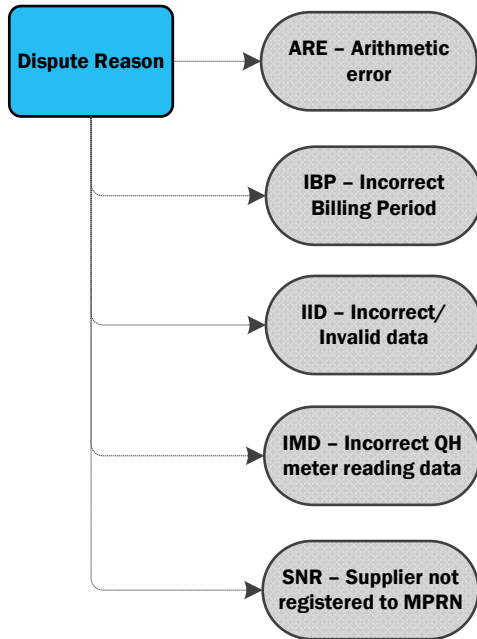 Dispute Reason
ARE – Arithmetic
error
IBP – Incorrect
Billing Period
IID – Incorrect/
Invalid data
IMD – Incorrect QH
meter reading data
SNR – Supplier not
registered to MPRN